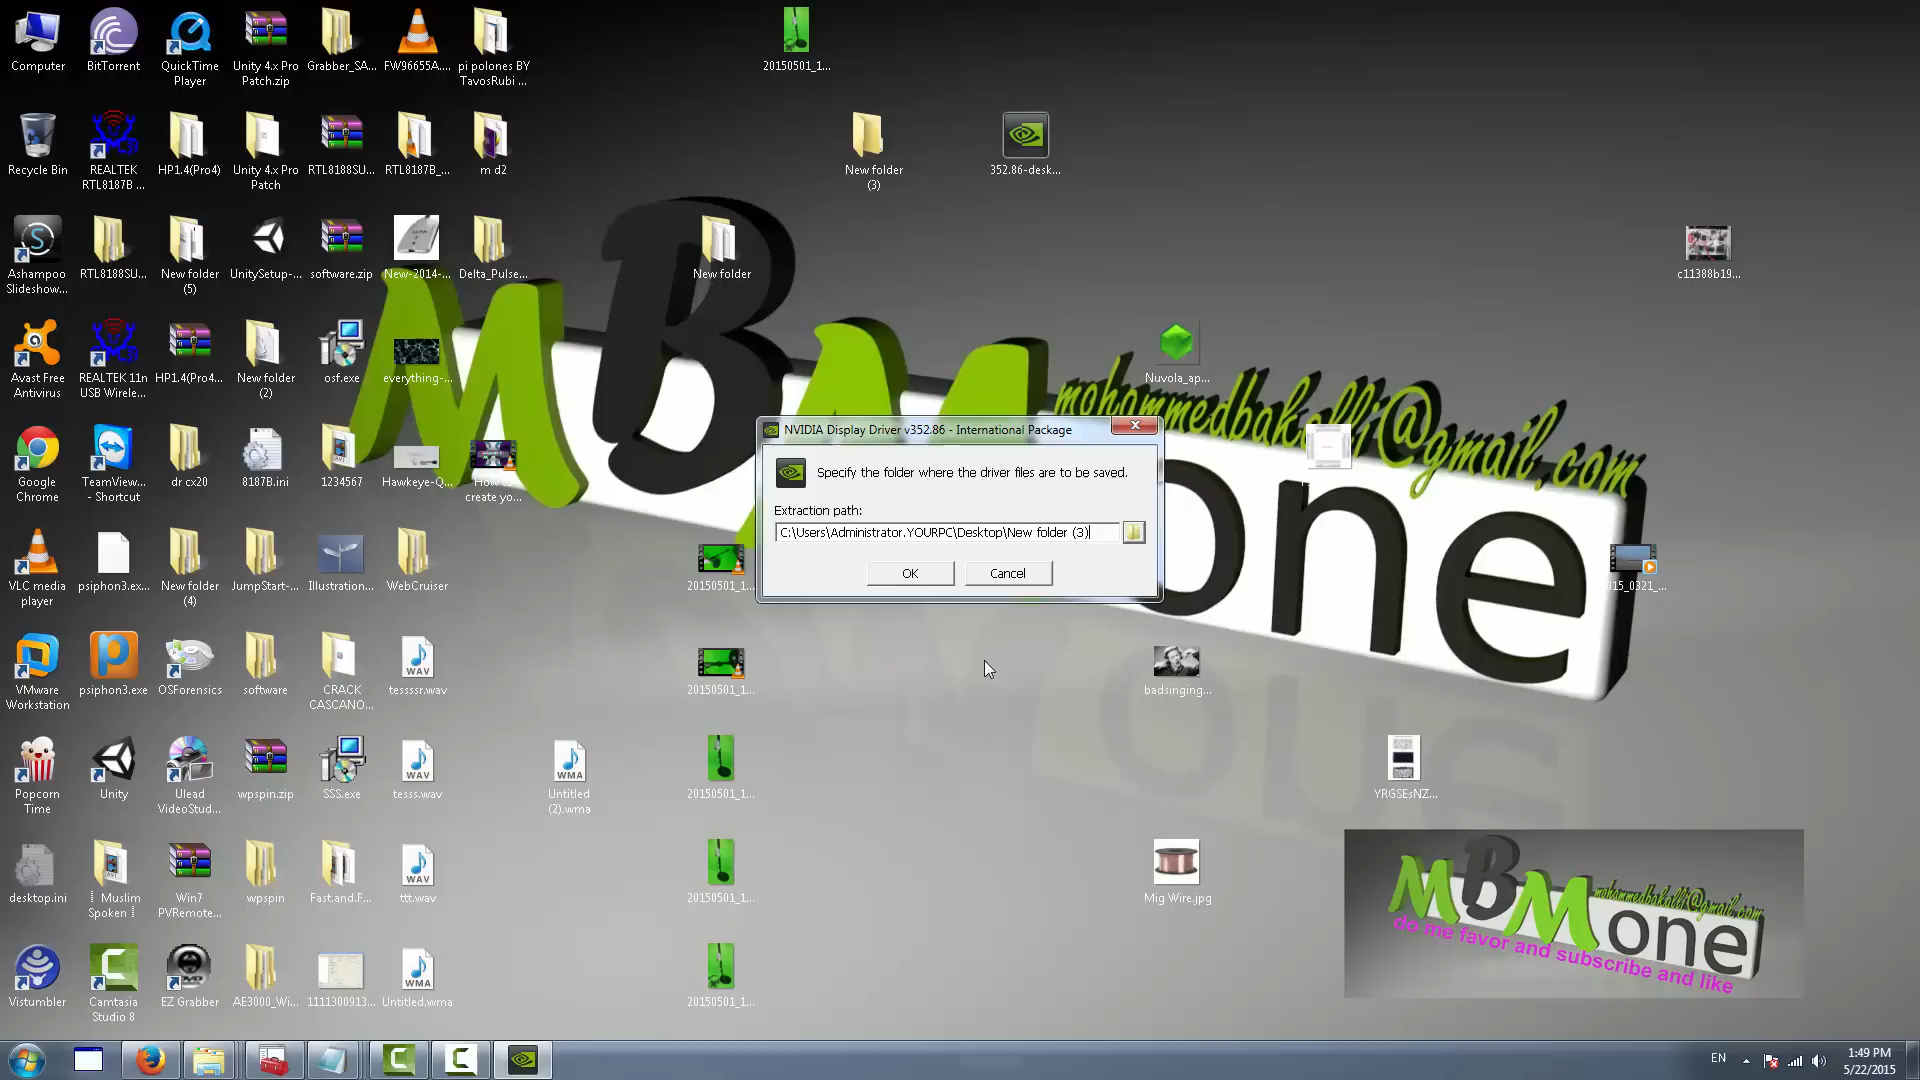 Computer
BitTorrent
QuickTime
Player
Unity 4.x Pro
Patch.zip
Grabber_SA...
FW96655A....
pi polones BY
TavosRubi ...
20150501_1...
Recycle Bin
REALTEK
RTL8187B ...
HP1.4(Pro4)
Unity 4.x Pro
Patch
RTL8188SU...
RTL8187B_...
m d2
New folder
(3)
352.86-desk...
Ashampoo
Slideshow...
RTL8188SU...
New folder
(5)
UnitySetup-...
software.zip
New-2014-...
Delta_Pulse...
New folder
c11388b19...
Avast Free
Antivirus
REALTEK 11n
USB Wirele...
HP1.4(Pro4...
New folder
(2)
osf.exe
everything-...
Nuvola_ap...
MBM one
mohammedbakalli@gmail.com
NVIDIA Display Driver v352.86 - International Package
Specify the folder where the driver files are to be saved.
Extraction path:
C:\Users\Administrator.YOURPC\Desktop\New folder (3)
OK
Cancel
Google
Chrome
TeamView...
- Shortcut
dr cx20
8187B.ini
1234567
Hawkeye-Q...
How to
create yo...
VLC media
player
psiphon3.ex...
New folder
(4)
JumpStart-...
Illustration...
WebCruiser
20150501_1...
015_0321_...
VMware
Workstation
psiphon3.exe
OSForensics
software
CRACK
CASCANO...
tessssr.wav
20150501_1...
badsinging...
Popcorn
Time
Unity
Ulead
VideoStud...
wpspin.zip
SSS.exe
tesss.wav
Untitled
(2).wma
20150501_1...
YRGSEsNZ...
desktop.ini
Muslim
Spoken
Win7
PVRemote...
wpspin
Fast.and.F...
ttt.wav
20150501_1...
Mig Wire.jpg
MBM one
mohammedbakalli@gmail.com
do me favor and subscribe and like
Vistumbler
Camtasia
Studio 8
EZ Grabber
AE3000_Wi...
1111300913...
Untitled.wma
20150501_1...
EN
1:49 PM
5/22/2015